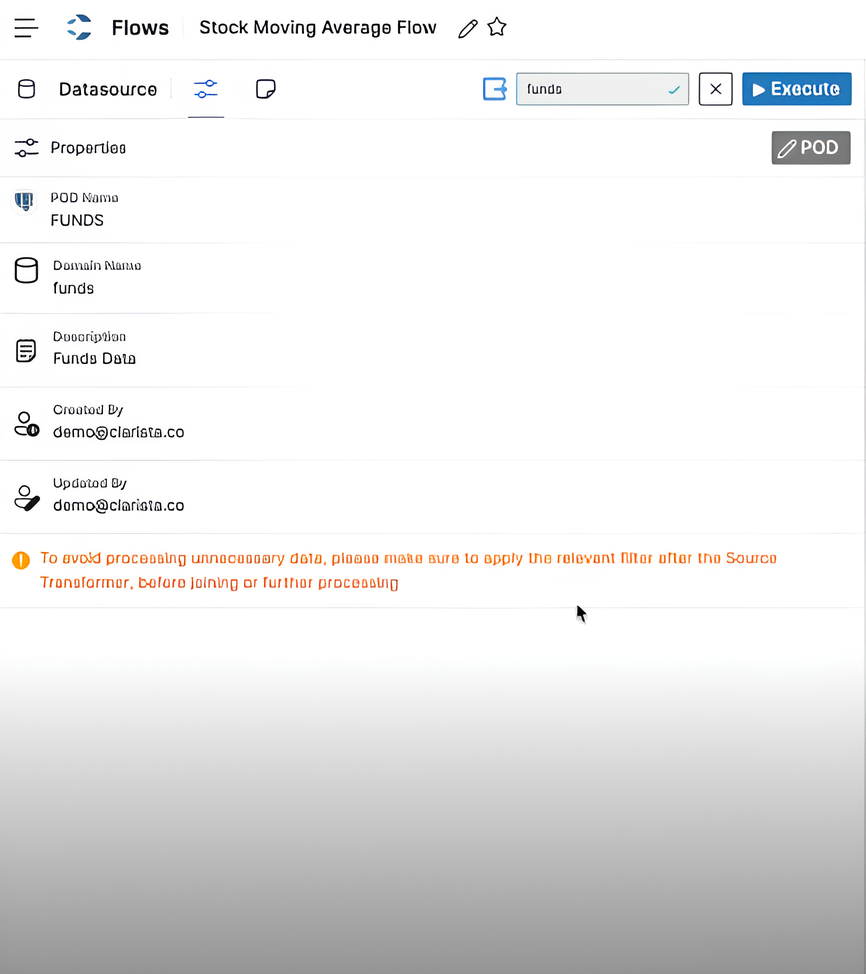 Flows
Stock Moving Average Flow
Datasource
funds
Execute
Properties
POD
POD Name
FUNDS
Domain Name
funds
Description
Funds Data
Created By
demo@clarista.co
Updated By
demo@clarista.co
To avoid processing unnecessary data, please make sure to apply the relevant filter after the Source
Transformer, before joining or further processing